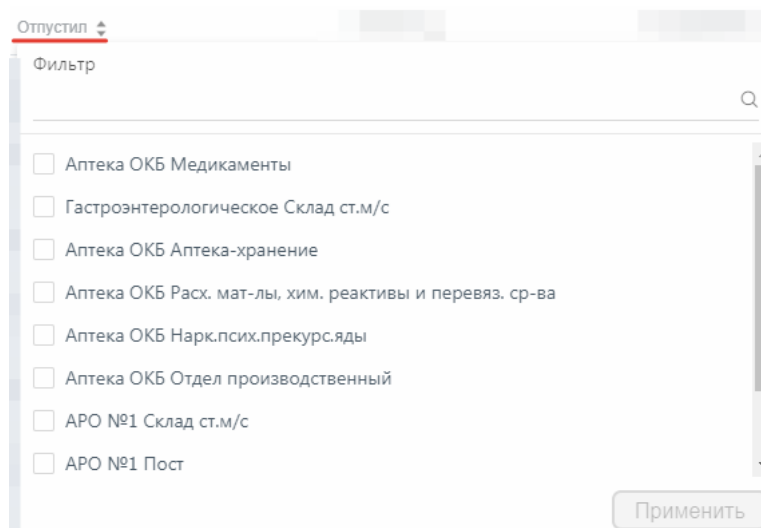 Отпустил
Фильтр
Аптека ОКБ Медикаменты
Гастроэнтерологическое Склад ст.м/с
Аптека ОКБ Аптека-хранение
Аптека ОКБ Расх. мат-лы, хим. реактивы и перевяз. ср-ва
Аптека ОКБ Нарк.псих.прекурс.яды
Аптека ОКБ Отдел производственный
АРО №1 Склад ст.м/с
АРО №1 Пост
Применить